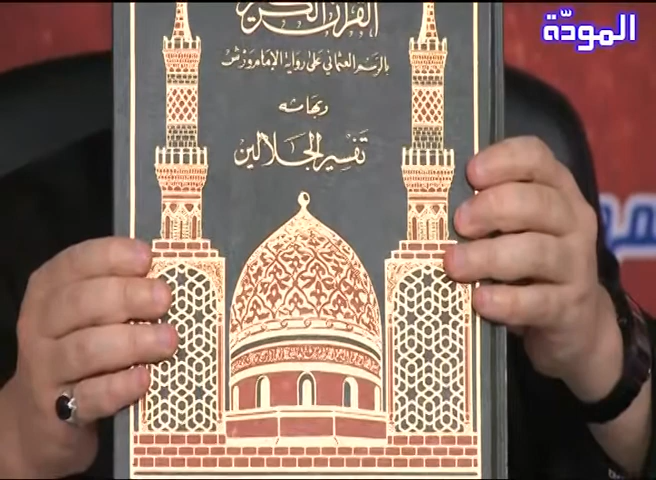 القرآن الكريم
بالرسم العثماني على رواية الإمام ورش
وبهامشه
تفسير الجلالين
المودّة